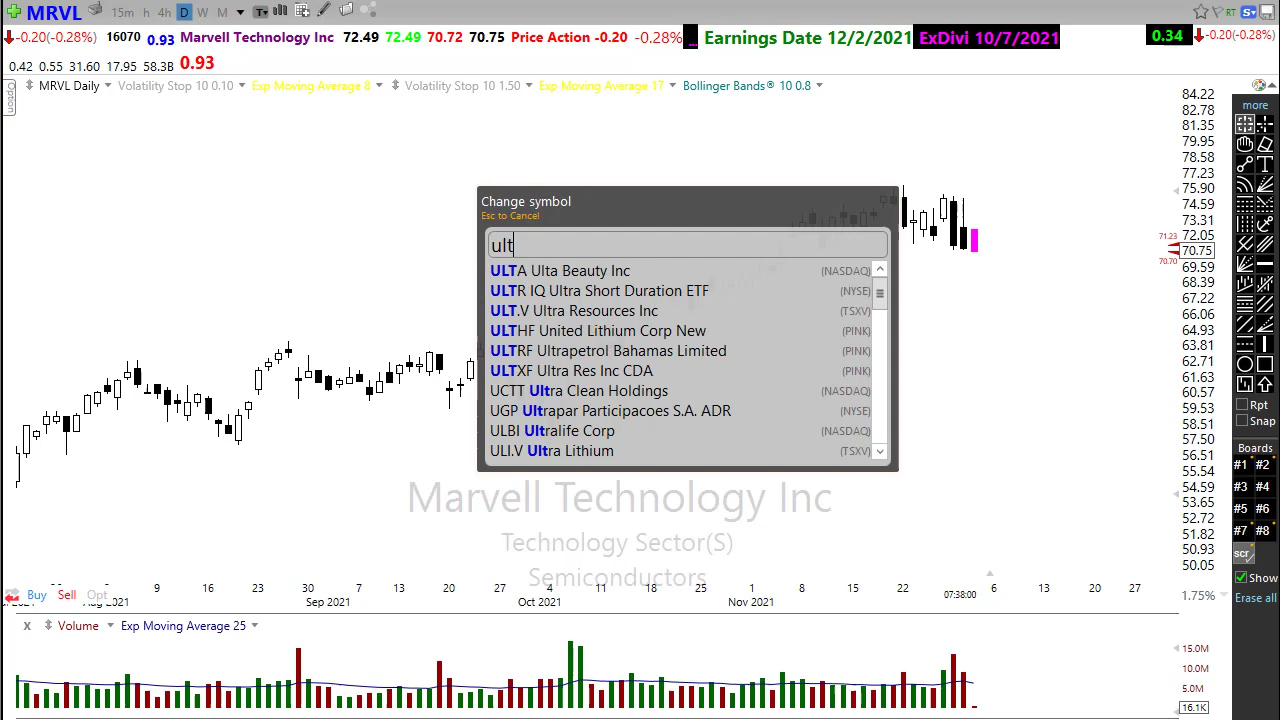 MRVL 15m h 4h D W M T RT S
-0.20(-0.28%) 16070 0.93 Marvell Technology Inc 72.49 72.49 70.72 70.75 Price Action -0.20 -0.28% ... Earnings Date 12/2/2021 ExDivi 10/7/2021 0.34 -0.20(-0.28%)
0.42 0.55 31.60 17.95 58.3B 0.93
Option
MRVL Daily Volatility Stop 10 0.10 Exp Moving Average 8 Volatility Stop 10 1.50 Exp Moving Average 17 Bollinger Bands® 10 0.8
Change symbol
Esc to Cancel
ult
ULTA Ulta Beauty Inc (NASDAQ)
ULTR IQ Ultra Short Duration ETF (NYSE)
ULT.V Ultra Resources Inc (TSXV)
ULTHF United Lithium Corp New (PINK)
ULTRF Ultrapetrol Bahamas Limited (PINK)
ULTXF Ultra Res Inc CDA (PINK)
UCTT Ultra Clean Holdings (NASDAQ)
UGP Ultrapar Participacoes S.A. ADR (NYSE)
ULBI Ultralife Corp (NASDAQ)
ULI.V Ultra Lithium (TSXV)
Marvell Technology Inc
Technology Sector(S)
Semiconductors
84.22
82.78
81.35
79.95
78.58
77.23
75.90
74.59
73.31
72.05
71.23
70.75
70.70
69.59
68.39
67.22
66.06
64.93
63.81
62.71
61.63
60.57
59.53
58.51
57.50
56.51
55.54
54.59
53.65
52.72
51.82
50.93
50.05
1.75%
more
T
Rpt
Snap
Boards
#1 #2
#3 #4
#5 #6
#7 #8
scr
Show
Erase all
Buy Sell Opt
9 16 23 30 7 13 20 27 4 11 18 25 8 15 22 07:38:00 6 13 20 27
Aug 2021 Sep 2021 Oct 2021 Nov 2021
X Volume Exp Moving Average 25
15.0M
10.0M
5.0M
16.1K